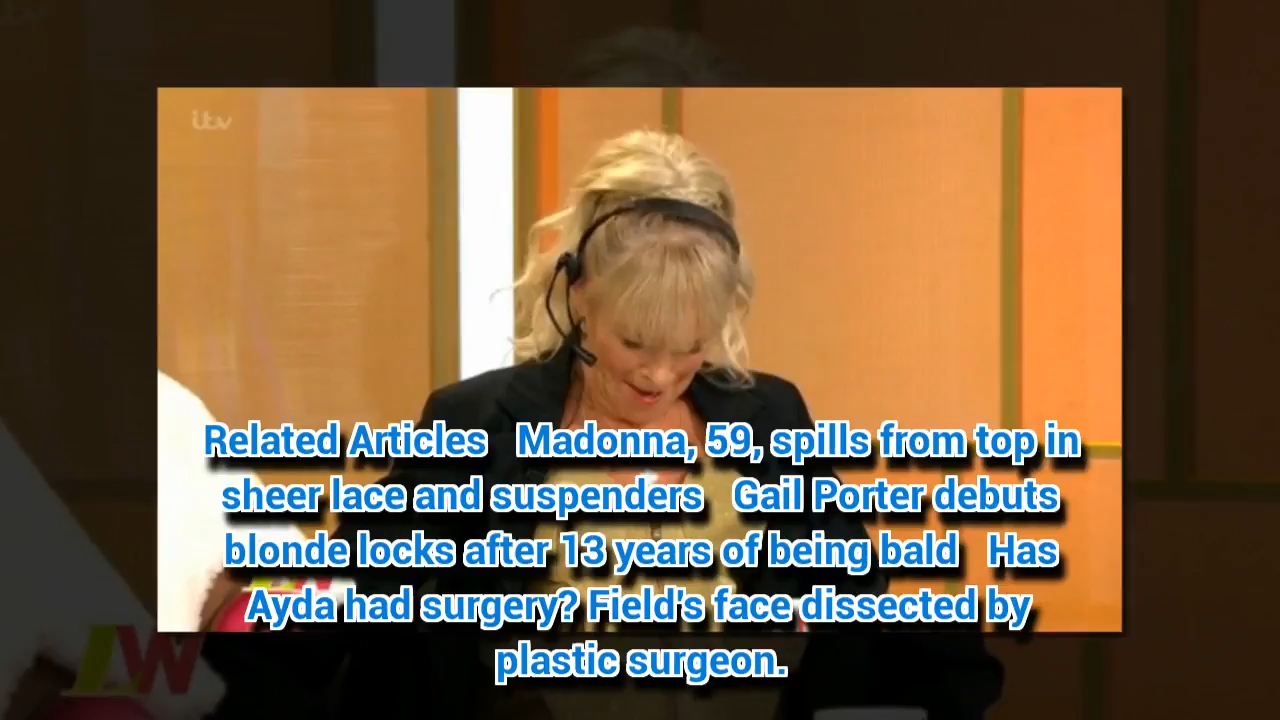 itv
Related Articles Madonna, 59, spills from top in
sheer lace and suspenders Gail Porter debuts
blonde locks after 13 years of being bald Has
Ayda had surgery? Field's face dissected by
plastic surgeon.
LW